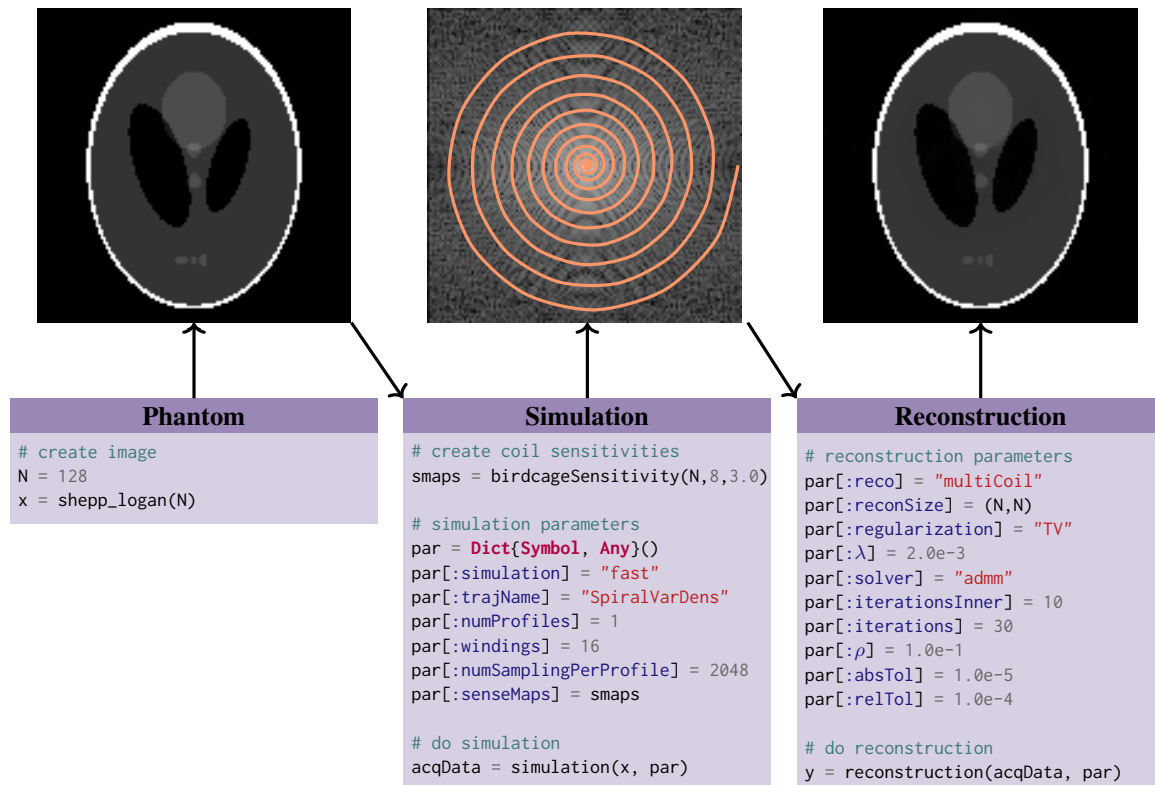 Phantom
# create image
N = 128
x = shepp_logan(N)
Simulation
# create coil sensitivities
smaps = birdcageSensitivity(N,8,3.0)
# simulation parameters
par = Dict{Symbol, Any}()
par[:simulation] = "fast"
par[:trajName] = "SpiralVarDens"
par[:numProfiles] = 1
par[:windings] = 16
par[:numSamplingPerProfile] = 2048
par[:senseMaps] = smaps
# do simulation
acqData = simulation(x, par)
Reconstruction
# reconstruction parameters
par[:reco] = "multiCoil"
par[:reconSize] = (N,N)
par[:regularization] = "TV"
par[:λ] = 2.0e-3
par[:solver] = "admm"
par[:iterationsInner] = 10
par[:iterations] = 30
par[:ρ] = 1.0e-1
par[:absTol] = 1.0e-5
par[:relTol] = 1.0e-4
# do reconstruction
y = reconstruction(acqData, par)